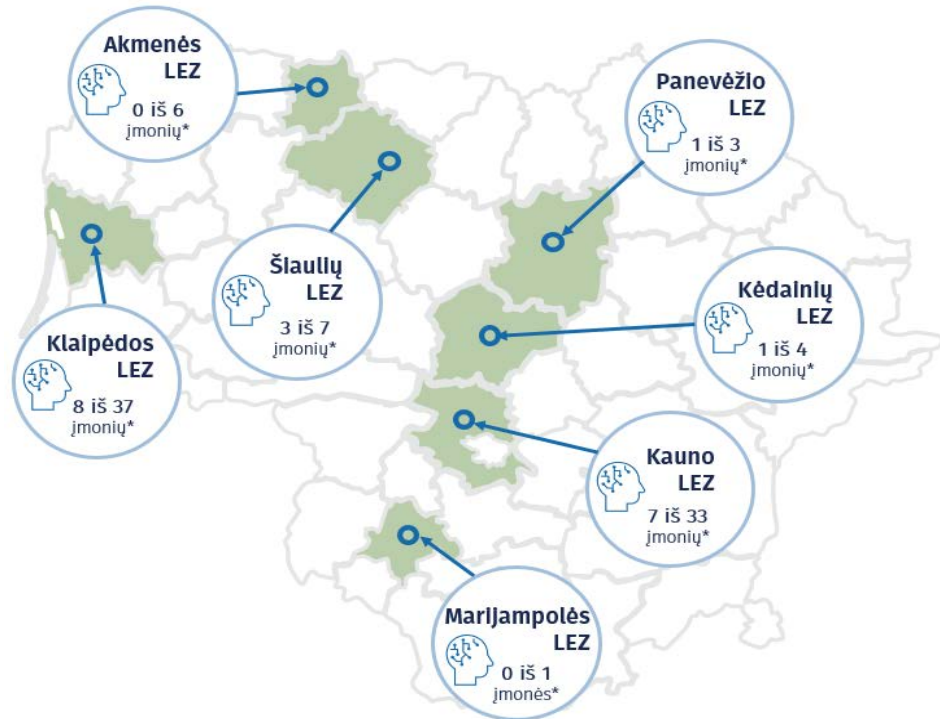 Akmenės
LEZ
0 iš 6
įmonių*
Panevėžio
LEZ
1 iš 3
įmonių*
Šiaulių
LEZ
3 iš 7
įmonių*
Kėdainių
LEZ
1 iš 4
įmonių*
Klaipėdos
LEZ
8 iš 37
įmonių*
Kauno
LEZ
7 iš 33
įmonių*
Marijampolės
LEZ
0 iš 1
įmonės*